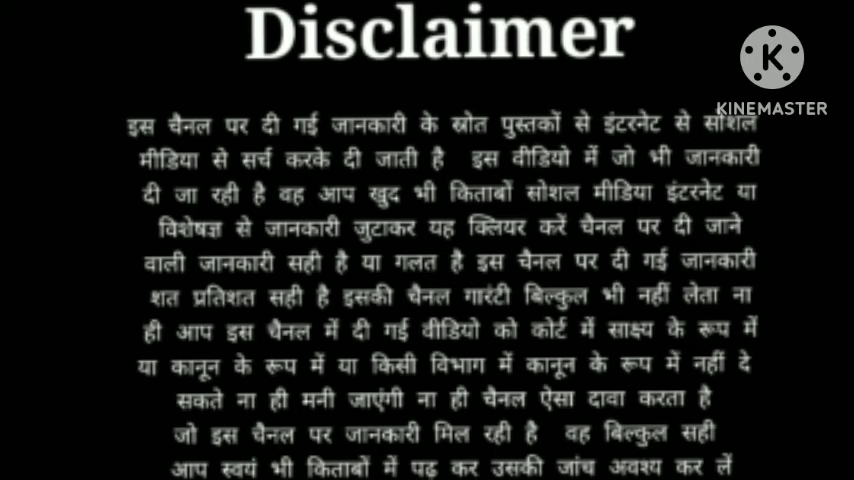 Disclaimer
KINEMASTER
इस चैनल पर दी गई जानकारी के स्रोत पुस्तकों से इंटरनेट से सोशल
मीडिया से सर्च करके दी जाती है इस वीडियो में जो भी जानकारी
दी जा रही है वह आप खुद भी किताबों सोशल मीडिया इंटरनेट या
विशेषज्ञ से जानकारी जुटाकर यह क्लियर करें चैनल पर दी जाने
वाली जानकारी सही है या गलत है इस चैनल पर दी गई जानकारी
शत प्रतिशत सही है इसकी चैनल गारंटी बिल्कुल भी नहीं लेता ना
ही आप इस चैनल में दी गई वीडियो को कोर्ट में साक्ष्य के रूप में
या कानून के रूप में या किसी विभाग में कानून के रूप में नहीं दे
सकते ना ही मनी जाएंगी ना ही चैनल ऐसा दावा करता है
जो इस चैनल पर जानकारी मिल रही है वह बिल्कुल सही
आप स्वयं भी किताबों में पढ़ कर उसकी जांच अवश्य कर लें